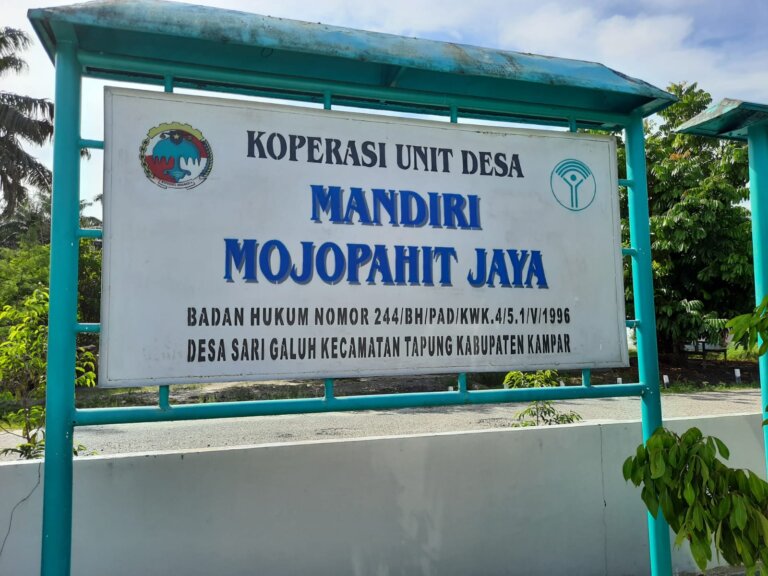 KOPERASI UNIT DESA
MANDIRI
MOJOPAHIT JAYA
BADAN HUKUM NOMOR 244/BH/PAD/KWK.4/5.1/V/1996
DESA SARI GALUH KECAMATAN TAPUNG KABUPATEN KAMPAR